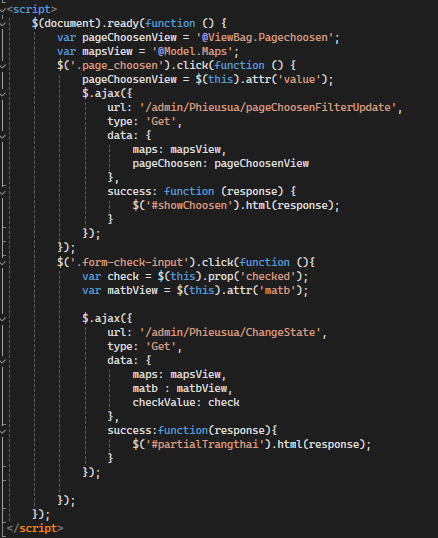 <script>
$(document).ready(function () {
var pageChoosenView = '@ViewBag.Pagechoosen';
var mapsView = '@Model.Maps';
$('.page_choosen').click(function () {
pageChoosenView = $(this).attr('value');
$.ajax({
url: '/admin/Phieusua/pageChoosenFilterUpdate',
type: 'Get',
data: {
maps: mapsView,
pageChosen: pageChoosenView
},
success: function (response) {
$('#showChoosen').html(response);
}
});
});
$('.form-check-input').click(function (){
var check = $(this).prop('checked');
var matbView = $(this).attr('matb');
$.ajax({
url: '/admin/Phieusua/ChangeState',
type: 'Get',
data: {
maps: mapsView,
matb : matbView,
checkValue: check
},
success:function(response){
$('#partialTrangthai').html(response);
}
});
});
});
</script>